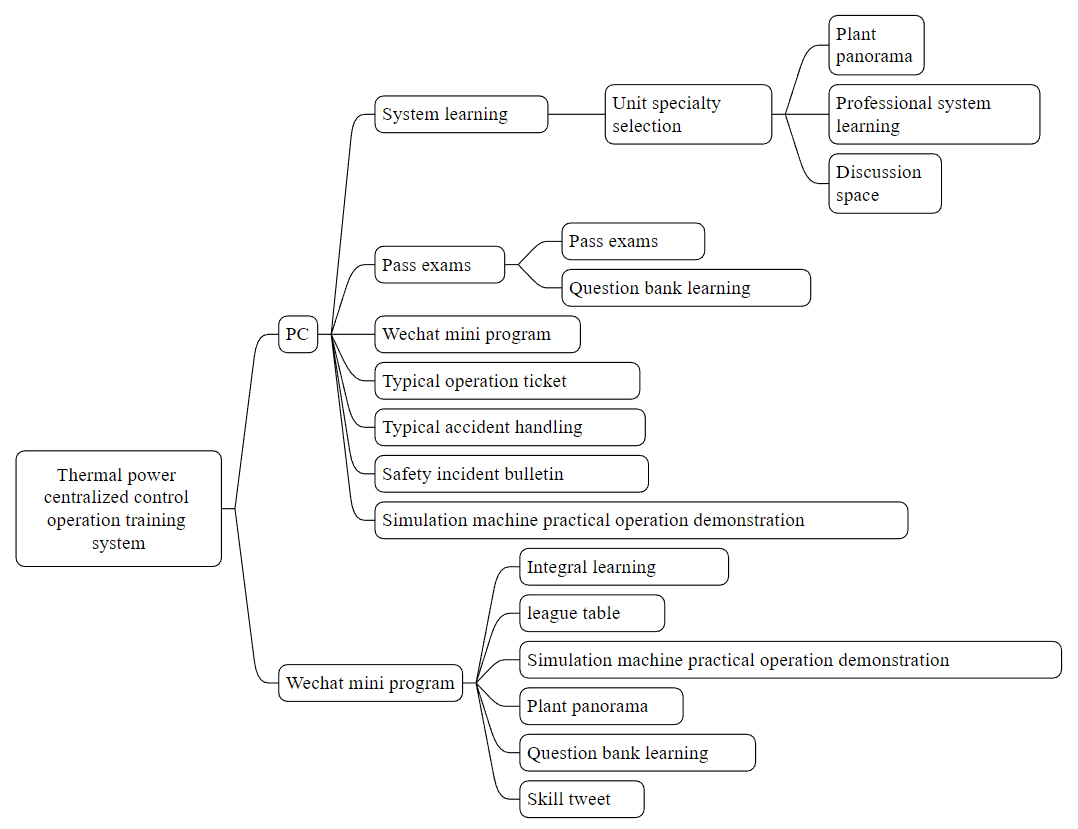 Thermal power
centralized control
operation training
system
PC
System learning
Unit specialty
selection
Plant
panorama
Professional system
learning
Discussion
space
Pass exams
Pass exams
Question bank learning
Wechat mini program
Typical operation ticket
Typical accident handling
Safety incident bulletin
Simulation machine practical operation demonstration
Wechat mini program
Integral learning
league table
Simulation machine practical operation demonstration
Plant panorama
Question bank learning
Skill tweet